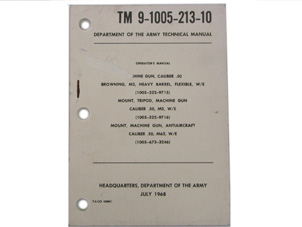 TM 9-1005-213-10
DEPARTMENT OF THE ARMY TECHNICAL MANUAL
OPERATOR'S MANUAL
GUN, CALIBER .50
BROWNING, M2, HEAVY BARREL, FLEXIBLE, W/E
(1005-322-9715)
MOUNT, TRIPOD, MACHINE GUN
CALIBER .50, M3, W/E
(1005-322-9716)
MOUNT, MACHINE GUN, ANTIAIRCRAFT
CALIBER .50, M63, W/E
(1005-673-3246)
HEADQUARTERS, DEPARTMENT OF THE ARMY
JULY 1968